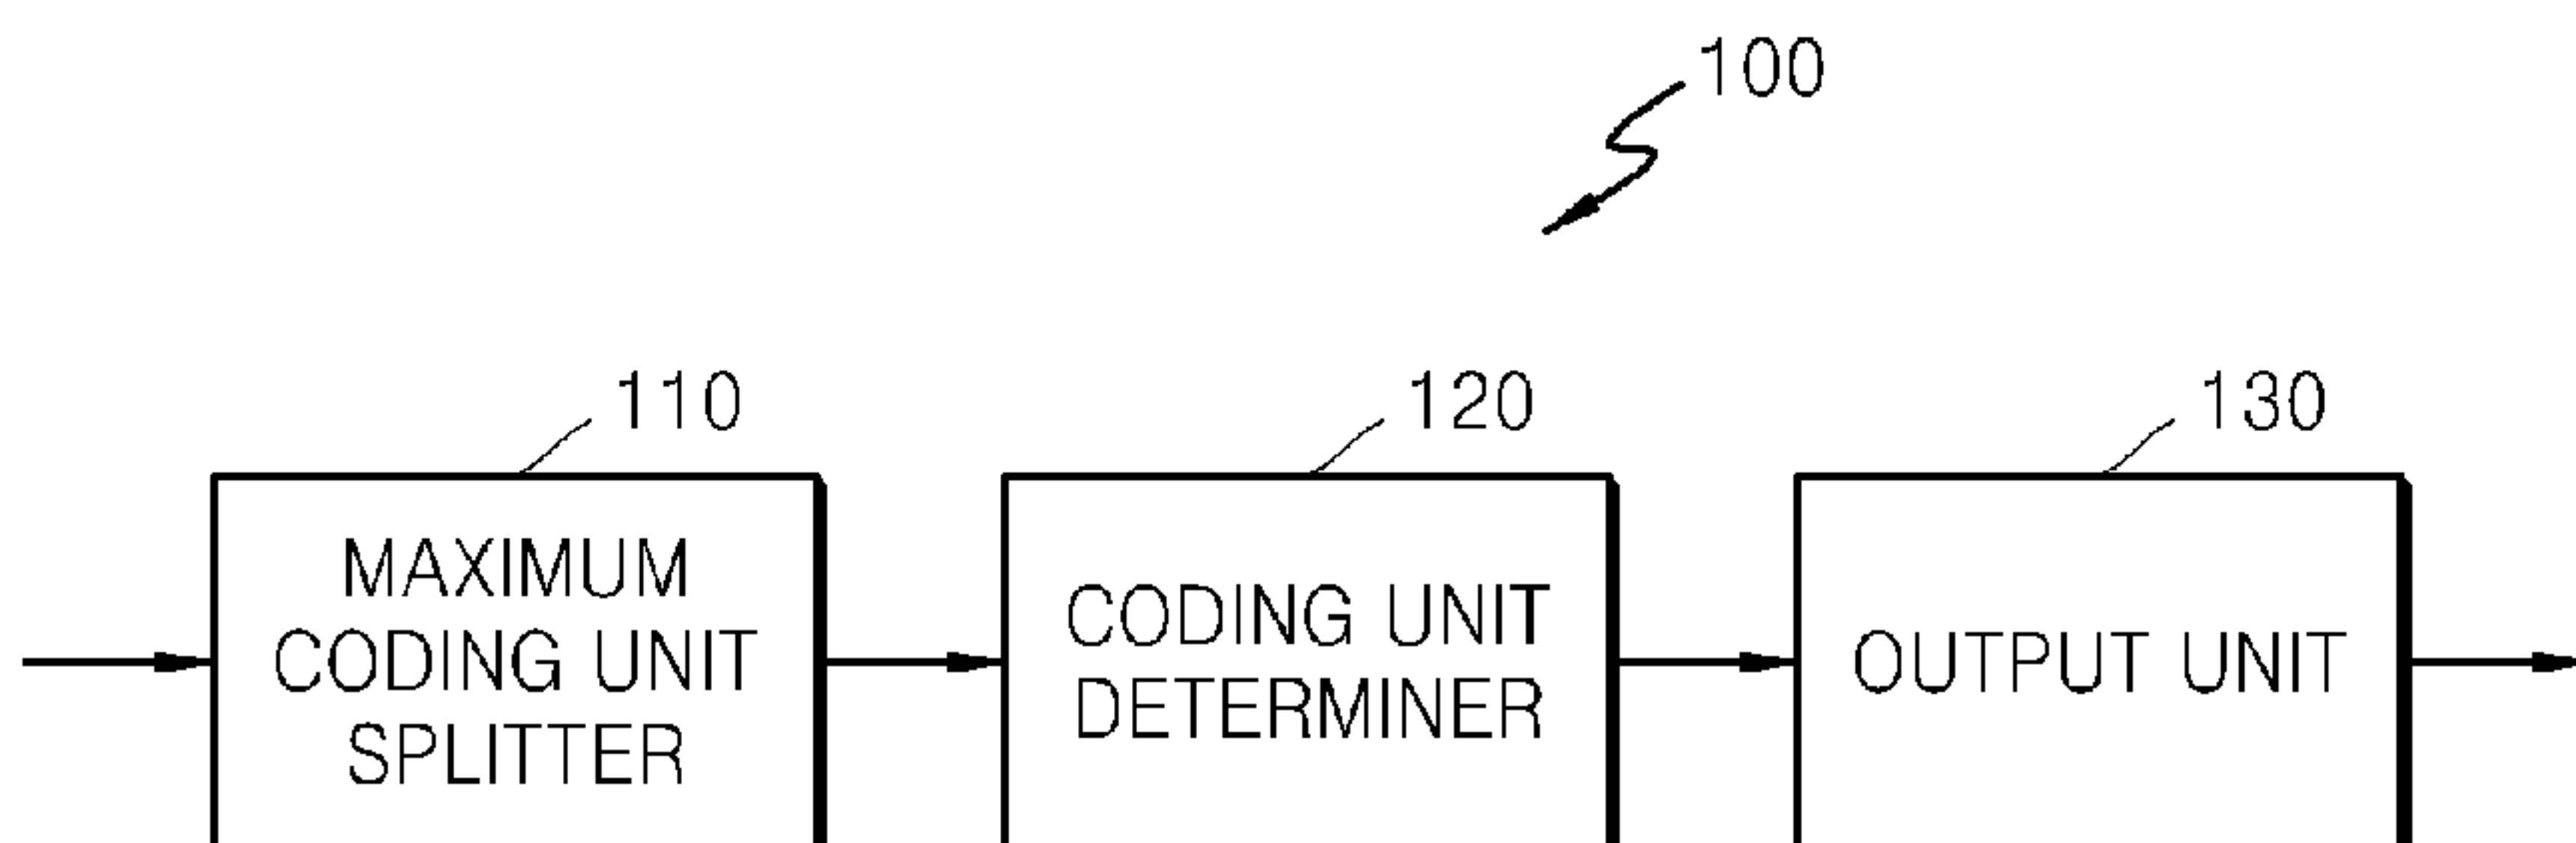 100
110
120
130
MAXIMUM
CODING UNIT
SPLITTER
CODING UNIT
DETERMINER
OUTPUT UNIT